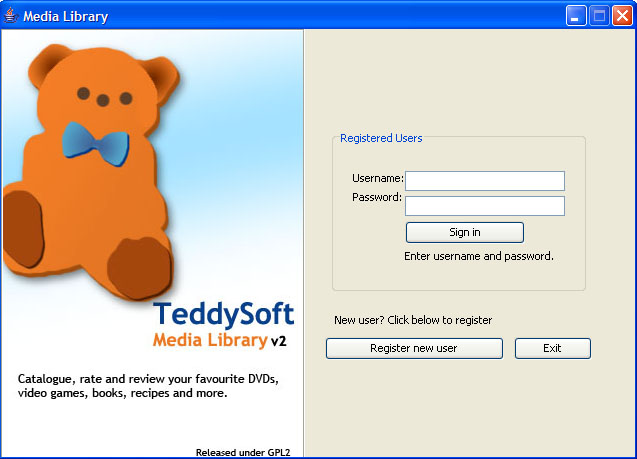 Media Library
TeddySoft
Media Library v2
Catalogue, rate and review your favourite DVDs,
video games, books, recipes and more.
Released under GPL2
Registered Users
Username:
Password:
Sign in
Enter username and password.
New user? Click below to register
Register new user
Exit